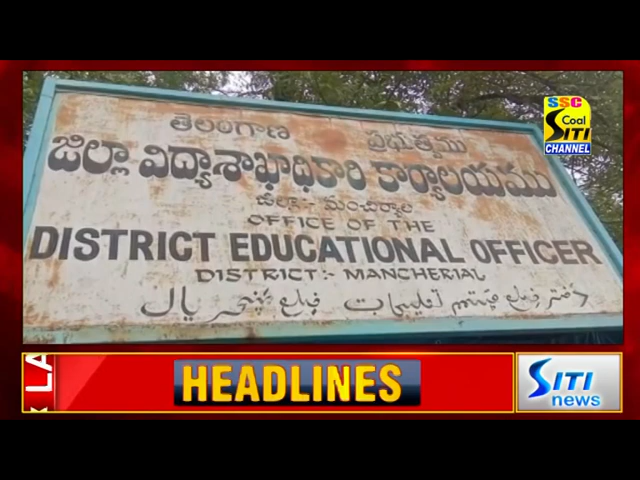 SSC
Coal
SITI
CHANNEL
తెలంగాణ ప్రభుత్వము
జిల్లా విద్యాశాఖాధికారి కార్యాలయము
జిల్లా:- మంచిర్యాల
OFFICE OF THE
DISTRICT EDUCATIONAL OFFICER
DISTRICT:- MANCHERIAL
دفتر ضلع مہتمم تعلیمات ضلع منچریال
LA
HEADLINES
SITI
news